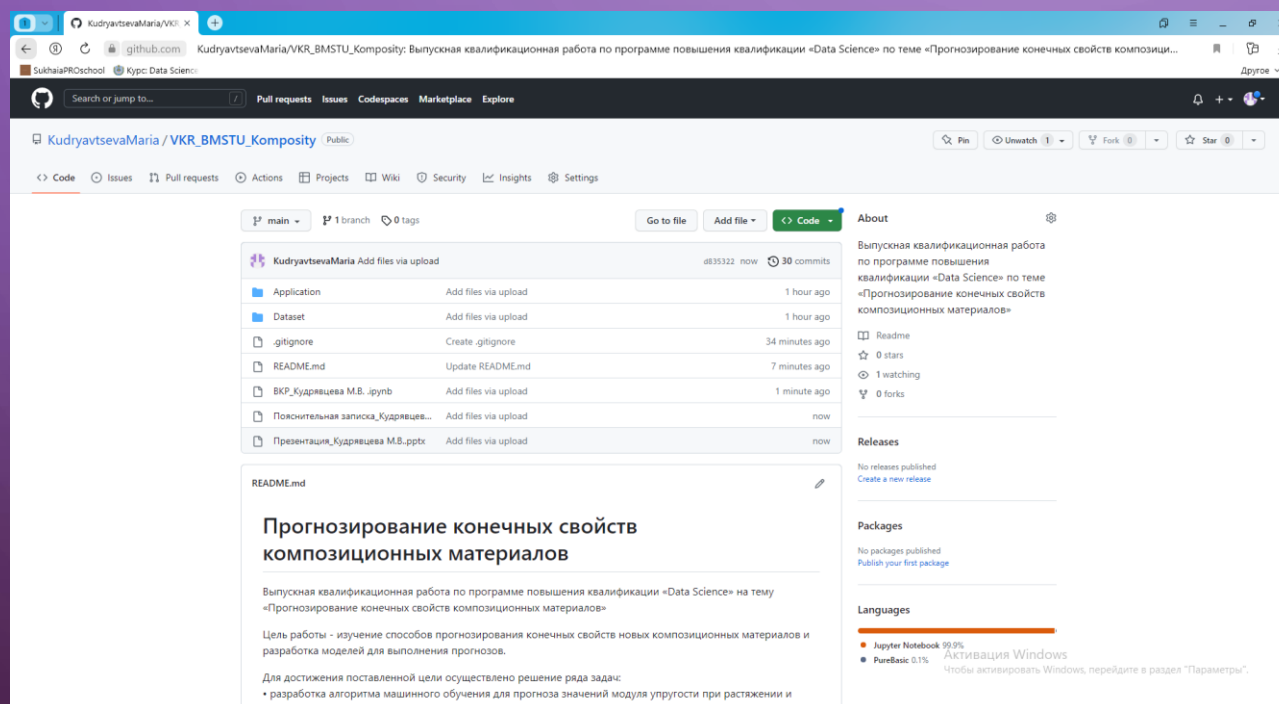 1
KudryavtsevaMaria/VKR
github.com KudryavtsevaMaria/VKR_BMSTU_Komposity: Выпускная квалификационная работа по программе повышения квалификации «Data Science» по теме «Прогнозирование конечных свойств композици...
SukhaiaPROschool Курс: Data Science Другое
Search or jump to... / Pull requests Issues Codespaces Marketplace Explore
KudryavtsevaMaria / VKR_BMSTU_Komposity Public Pin Unwatch 1 Fork 0 Star 0
<> Code Issues Pull requests Actions Projects Wiki Security Insights Settings
main 1 branch 0 tags Go to file Add file <> Code
KudryavtsevaMaria Add files via upload d835322 now 30 commits
Application Add files via upload 1 hour ago
Dataset Add files via upload 1 hour ago
.gitignore Create .gitignore 34 minutes ago
README.md Update README.md 7 minutes ago
ВКР_Кудрявцева М.В. .ipynb Add files via upload 1 minute ago
Пояснительная записка_Кудрявцев... Add files via upload now
Презентация_Кудрявцева М.В..pptx Add files via upload now
README.md
Прогнозирование конечных свойств
композиционных материалов
Выпускная квалификационная работа по программе повышения квалификации «Data Science» на тему
«Прогнозирование конечных свойств композиционных материалов»
Цель работы - изучение способов прогнозирования конечных свойств новых композиционных материалов и
разработка моделей для выполнения прогнозов.
Для достижения поставленной цели осуществлено решение ряда задач:
• разработка алгоритма машинного обучения для прогноза значений модуля упругости при растяжении и
About
Выпускная квалификационная работа
по программе повышения
квалификации «Data Science» по теме
«Прогнозирование конечных свойств
композиционных материалов»
Readme
0 stars
1 watching
0 forks
Releases
No releases published
Create a new release
Packages
No packages published
Publish your first package
Languages
Jupyter Notebook 99.9%
PureBasic 0.1%
Активация Windows
Чтобы активировать Windows, перейдите в раздел "Параметры".